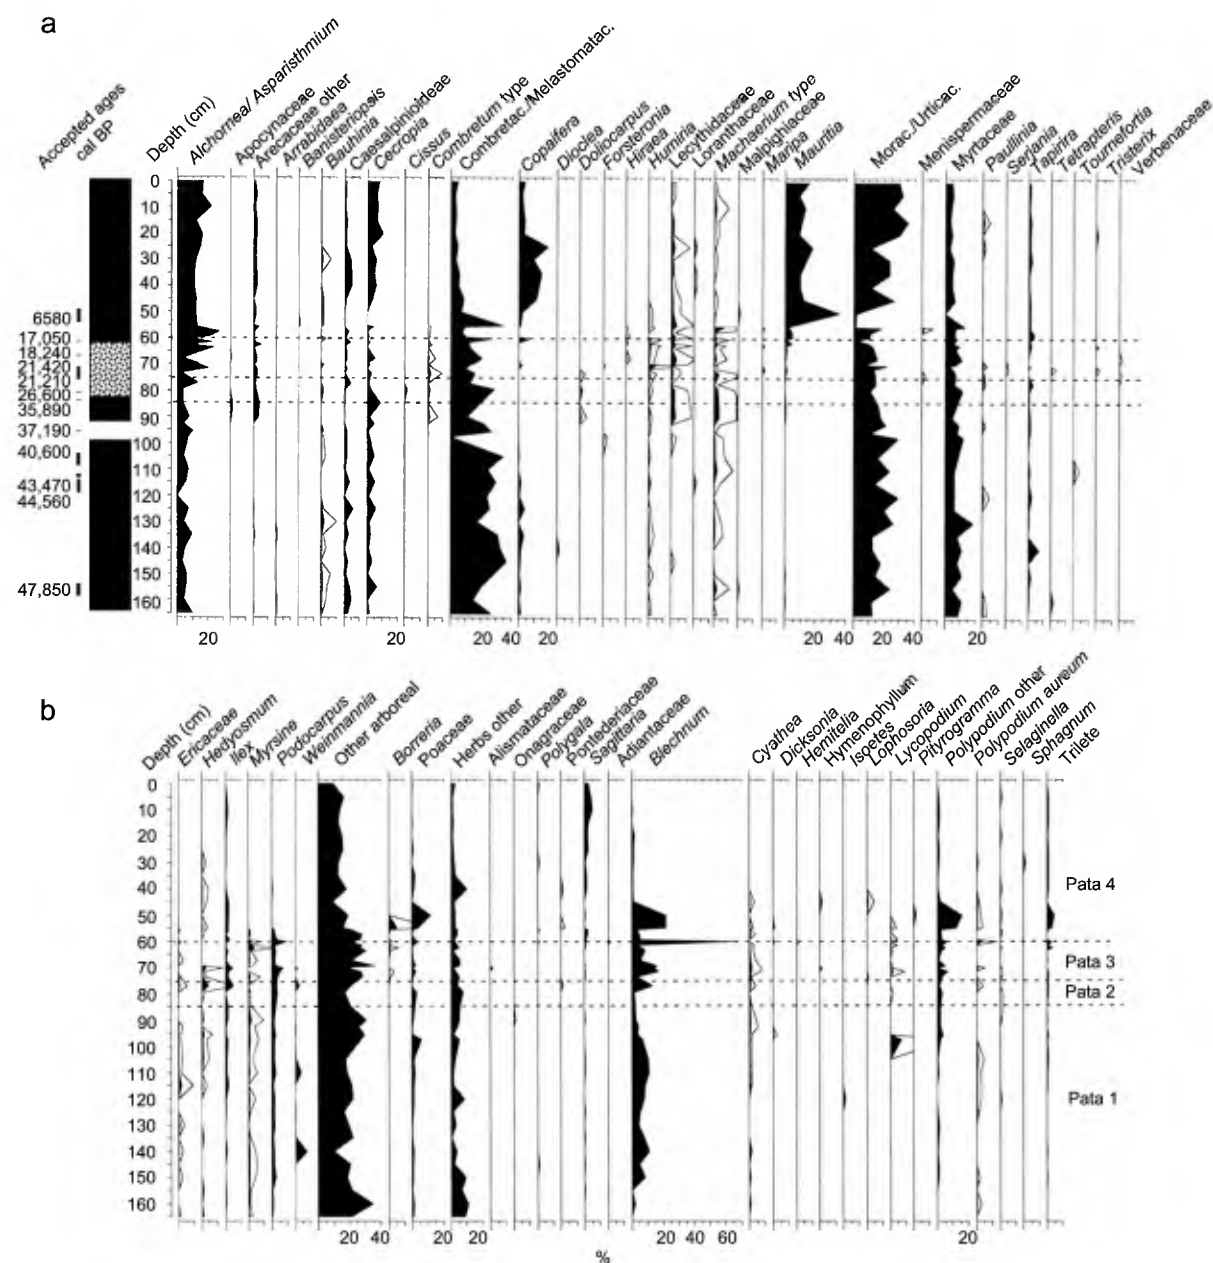 a
Accepted ages
cal BP
Depth (cm)
Alchornea/ Asparisthmium
Apocynaceae
Arecaceae other
Arrabidaea
Banisteriopsis
Bauhinia
Caesalpinioideae
Cecropia
Cissus
Combretum type
Combretac./Melastomatac.
Copaifera
Dioclea
Doliocarpus
Forsteronia
Hiraea
Humiria
Lecythidaceae
Loranthaceae
Machaerium type
Malpighiaceae
Maripa
Mauritia
Morac./Urticac.
Menispermaceae
Myrtaceae
Paullinia
Serjania
Tapirira
Tetrapteris
Tournefortia
Tristerix
Verbenaceae
0
10
20
30
40
50
60
70
80
90
100
110
120
130
140
150
160
6580
17,050
18,240
21,420
21,210
26,600
35,890
37,190
40,600
43,470
44,560
47,850
20 20 20 40 20 20 40 20 40 20
b
Depth (cm)
Ericaceae
Hedyosmum
Ilex
Myrsine
Podocarpus
Weinmannia
Other arboreal
Borreria
Poaceae
Herbs other
Alismataceae
Onagraceae
Polygala
Pontederiaceae
Sagittaria
Adiantaceae
Blechnum
Cyathea
Dicksonia
Hemitelia
Hymenophyllum
Isoetes
Lophosoria
Lycopodium
Pityrogramma
Polypodium other
Polypodium aureum
Selaginella
Sphagnum
Trilete
0
10
20
30
40
50
60
70
80
90
100
110
120
130
140
150
160
Pata 4
Pata 3
Pata 2
Pata 1
20 40 20 20 20 40 60 20
%